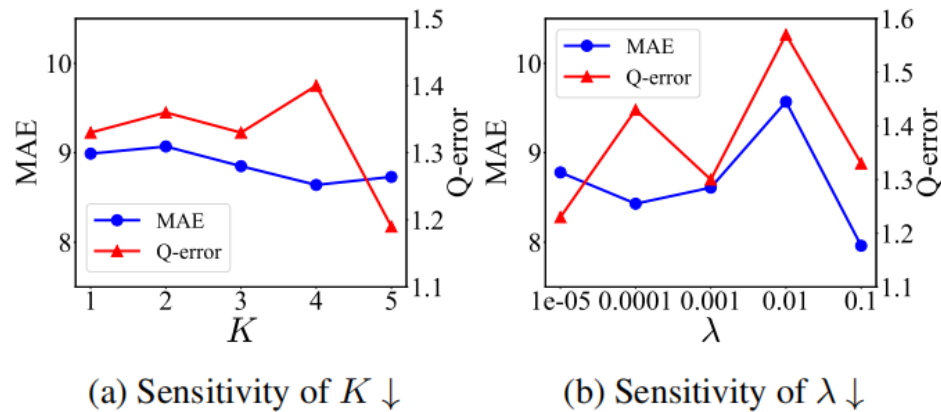 MAE
10
9
8
MAE
Q-error
1.5
1.4
1.3
1.2
1.1
Q-error
1 2 3 4 5
K
(a) Sensitivity of K ↓
MAE
10
9
8
MAE
Q-error
1.6
1.5
1.4
1.3
1.2
1.1
Q-error
1e-05 0.0001 0.001 0.01 0.1
λ
(b) Sensitivity of λ ↓